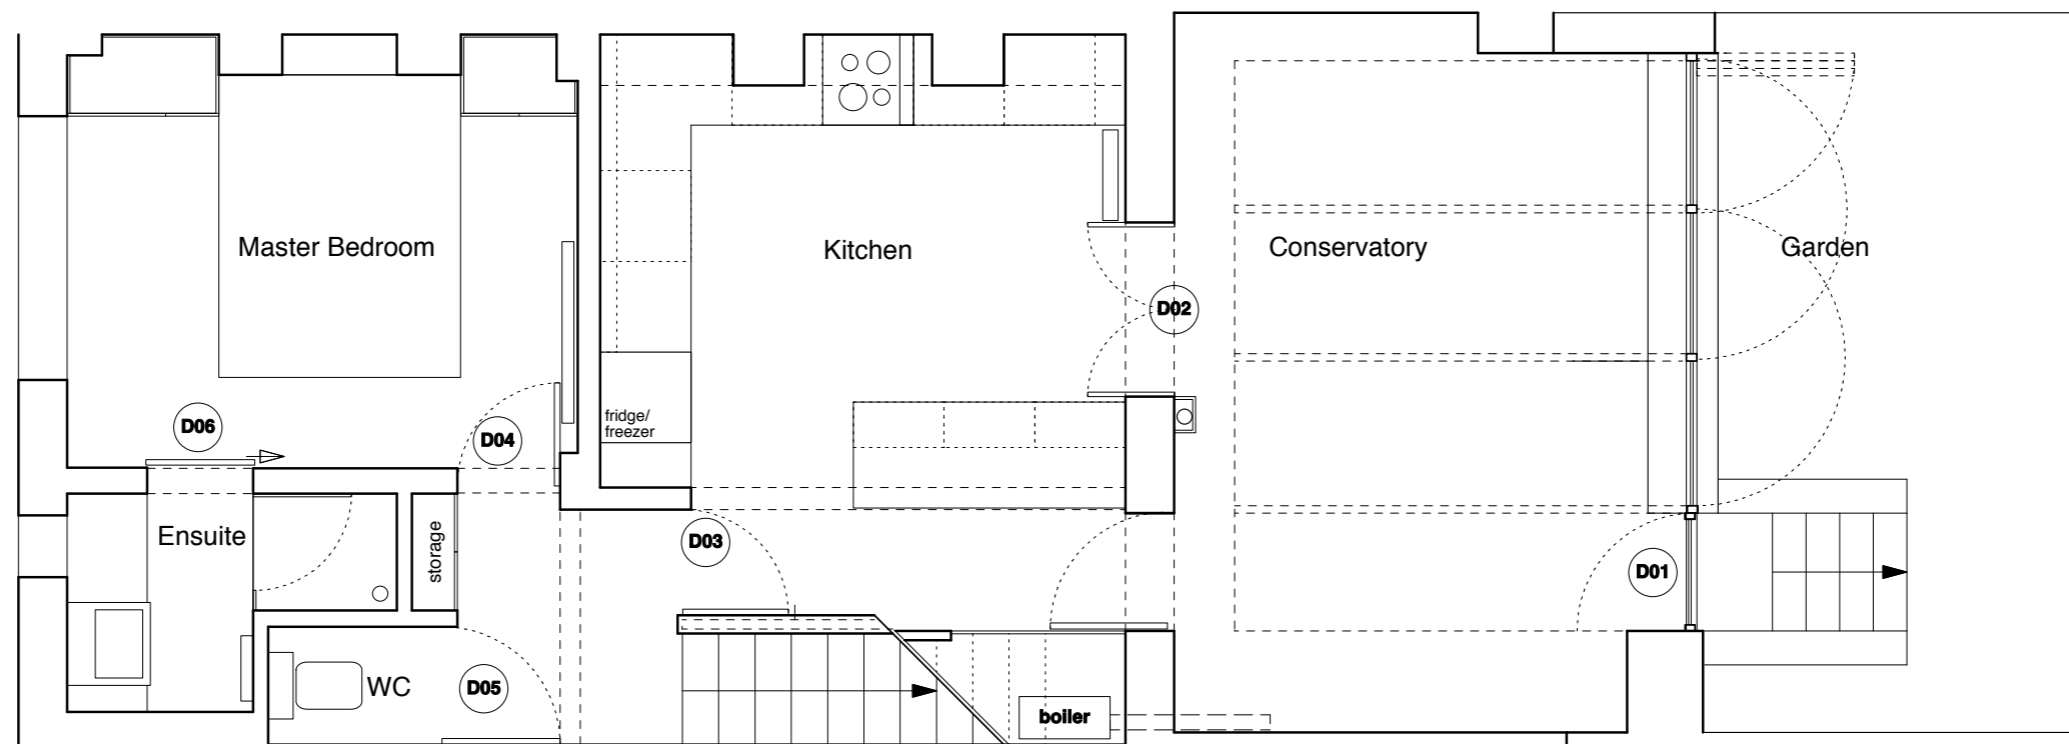 Master Bedroom
Kitchen
Conservatory
Garden
D02
fridge/
freezer
D06
D04
Ensuite
storage
D03
D01
WC
D05
boiler